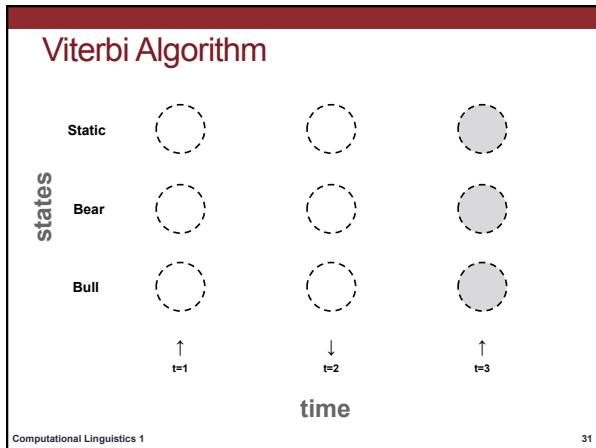 Viterbi Algorithm
Static
states
Bear
Bull
↑ ↓ ↑
t=1 t=2 t=3
time
Computational Linguistics 1 31